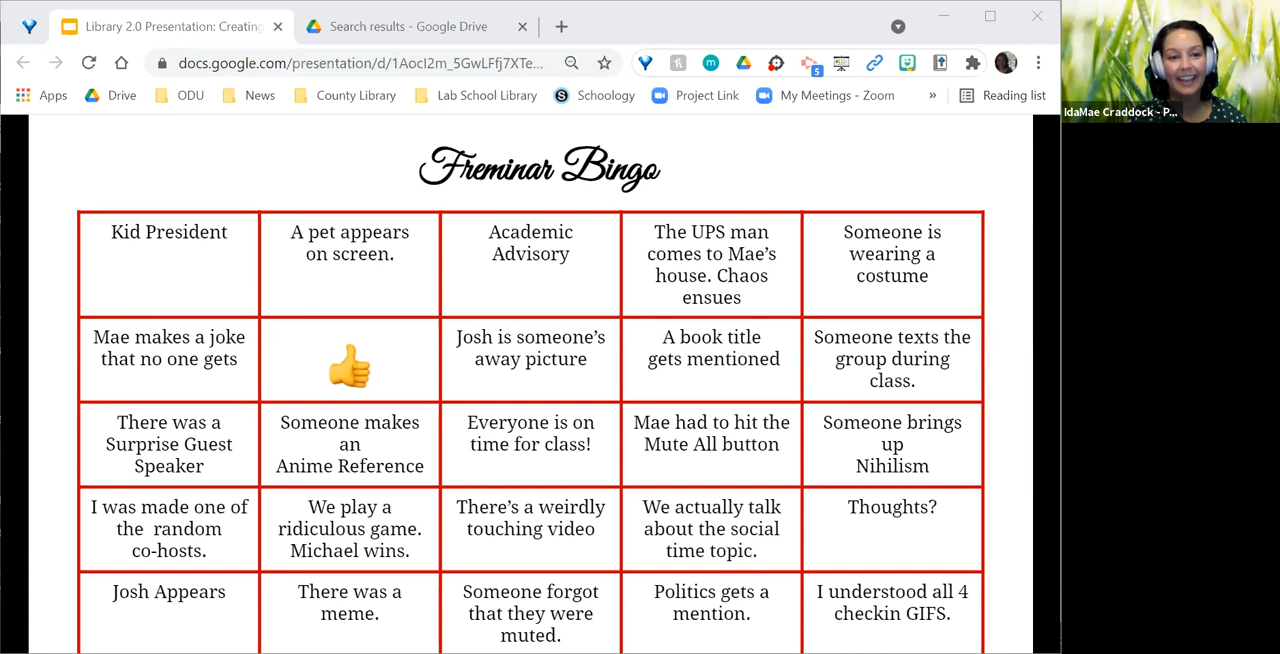 Library 2.0 Presentation: Creating
Search results - Google Drive
docs.google.com/presentation/d/1AocI2m_5GwLFfj7XTe...
5
Apps
Drive
ODU
News
County Library
Lab School Library
S
Schoology
Project Link
My Meetings - Zoom
»
Reading list
IdaMae Craddock - P...
Freminar Bingo
Kid President
A pet appears
on screen.
Academic
Advisory
The UPS man
comes to Mae's
house. Chaos
ensues
Someone is
wearing a
costume
Mae makes a joke
that no one gets
Josh is someone's
away picture
A book title
gets mentioned
Someone texts the
group during
class.
There was a
Surprise Guest
Speaker
Someone makes
an
Anime Reference
Everyone is on
time for class!
Mae had to hit the
Mute All button
Someone brings
up
Nihilism
I was made one of
the random
co-hosts.
We play a
ridiculous game.
Michael wins.
There's a weirdly
touching video
We actually talk
about the social
time topic.
Thoughts?
Josh Appears
There was a
meme.
Someone forgot
that they were
muted.
Politics gets a
mention.
I understood all 4
checkin GIFS.